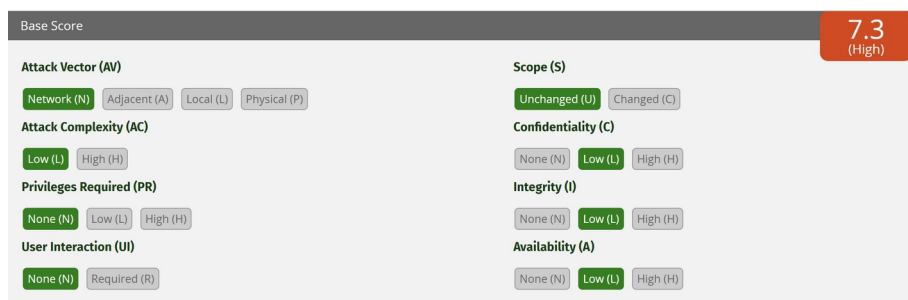 Base Score
7.3
(High)
Attack Vector (AV)
Network (N) Adjacent (A) Local (L) Physical (P)
Attack Complexity (AC)
Low (L) High (H)
Privileges Required (PR)
None (N) Low (L) High (H)
User Interaction (UI)
None (N) Required (R)
Scope (S)
Unchanged (U) Changed (C)
Confidentiality (C)
None (N) Low (L) High (H)
Integrity (I)
None (N) Low (L) High (H)
Availability (A)
None (N) Low (L) High (H)